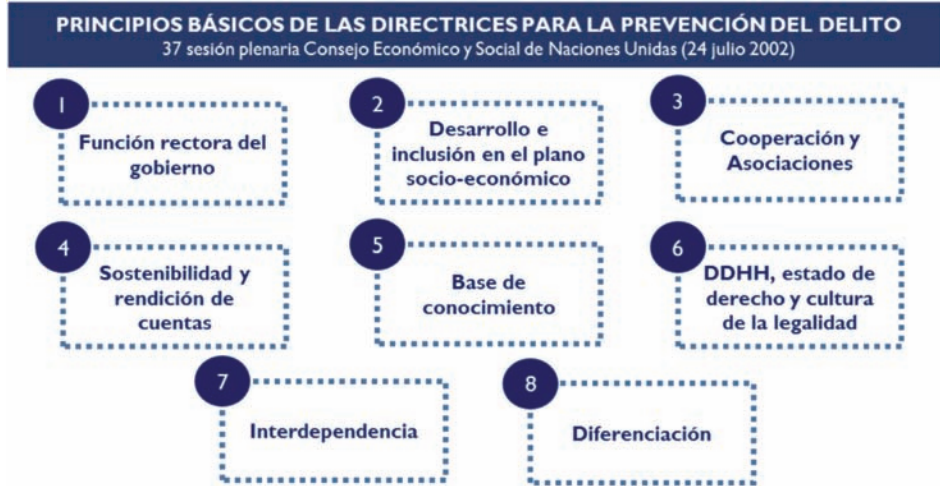 PRINCIPIOS BÁSICOS DE LAS DIRECTRICES PARA LA PREVENCIÓN DEL DELITO
37 sesión plenaria Consejo Económico y Social de Naciones Unidas (24 julio 2002)
1
Función rectora del
gobierno
2
Desarrollo e
inclusión en el plano
socio-económico
3
Cooperación y
Asociaciones
4
Sostenibilidad y
rendición de
cuentas
5
Base de
conocimiento
6
DDHH, estado de
derecho y cultura
de la legalidad
7
Interdependencia
8
Diferenciación